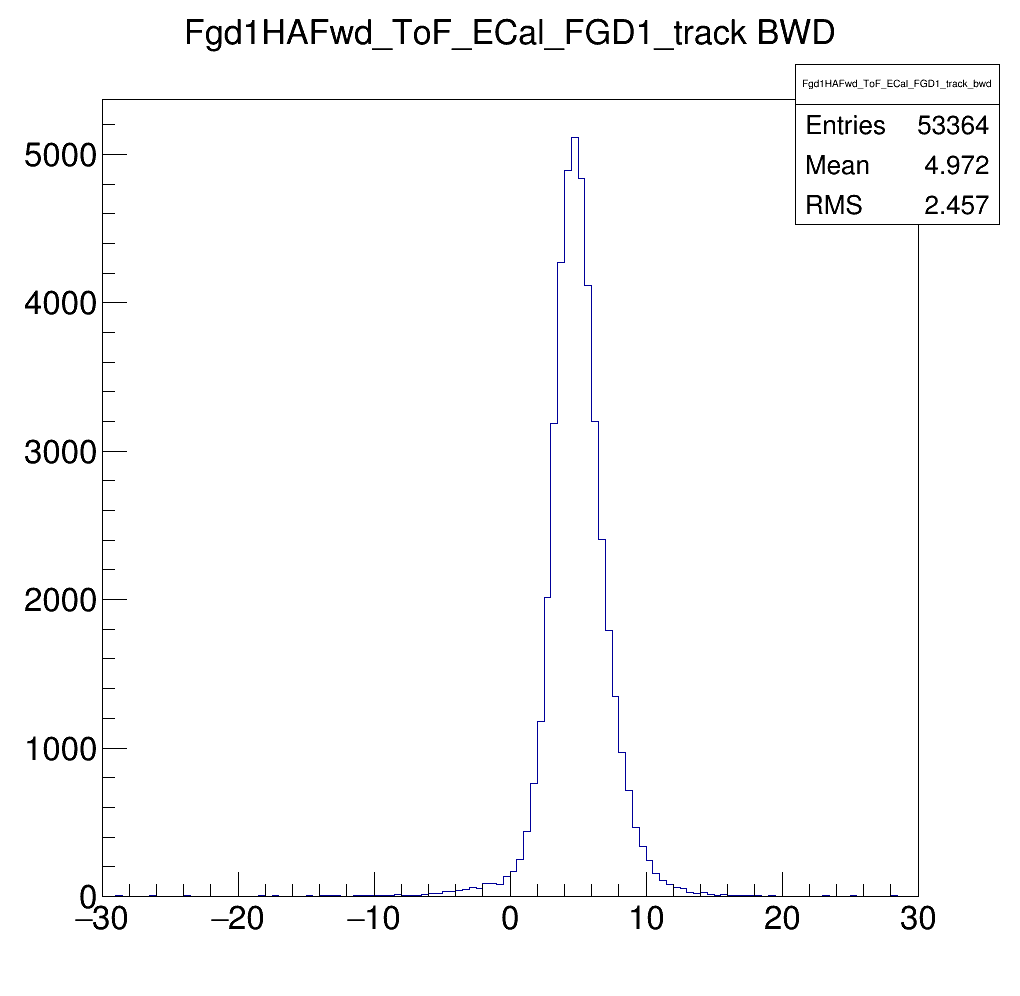 Fgd1HAFwd_ToF_ECal_FGD1_track BWD
Fgd1HAFwd_ToF_ECal_FGD1_track_bwd
Entries 53364
Mean 4.972
RMS 2.457
5000
4000
3000
2000
1000
0
−30 −20 −10 0 10 20 30